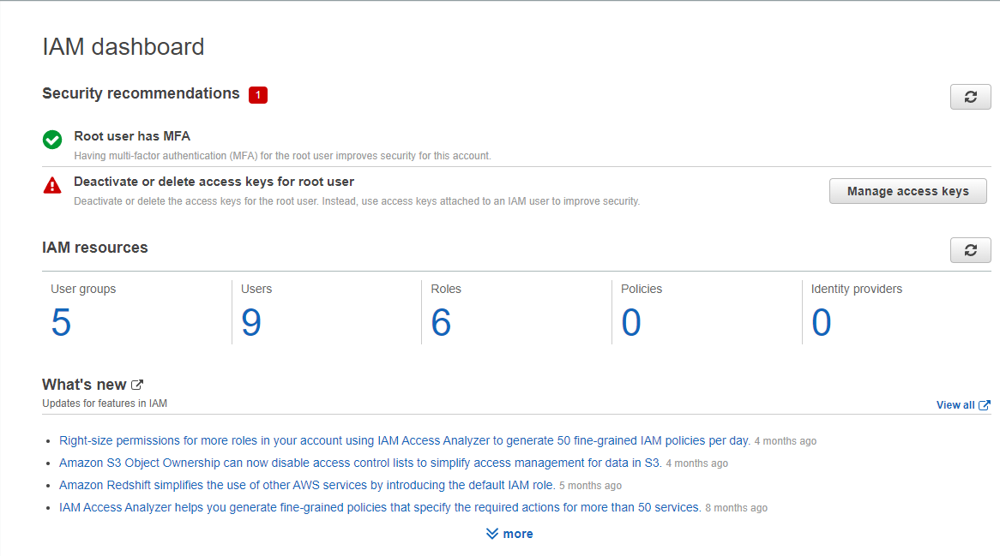 IAM dashboard
Security recommendations 1
Root user has MFA
Having multi-factor authentication (MFA) for the root user improves security for this account.
Deactivate or delete access keys for root user
Deactivate or delete the access keys for the root user. Instead, use access keys attached to an IAM user to improve security.
Manage access keys
IAM resources
User groups
5
Users
9
Roles
6
Policies
0
Identity providers
0
What's new
Updates for features in IAM
View all
Right-size permissions for more roles in your account using IAM Access Analyzer to generate 50 fine-grained IAM policies per day. 4 months ago
Amazon S3 Object Ownership can now disable access control lists to simplify access management for data in S3. 4 months ago
Amazon Redshift simplifies the use of other AWS services by introducing the default IAM role. 5 months ago
IAM Access Analyzer helps you generate fine-grained policies that specify the required actions for more than 50 services. 8 months ago
more